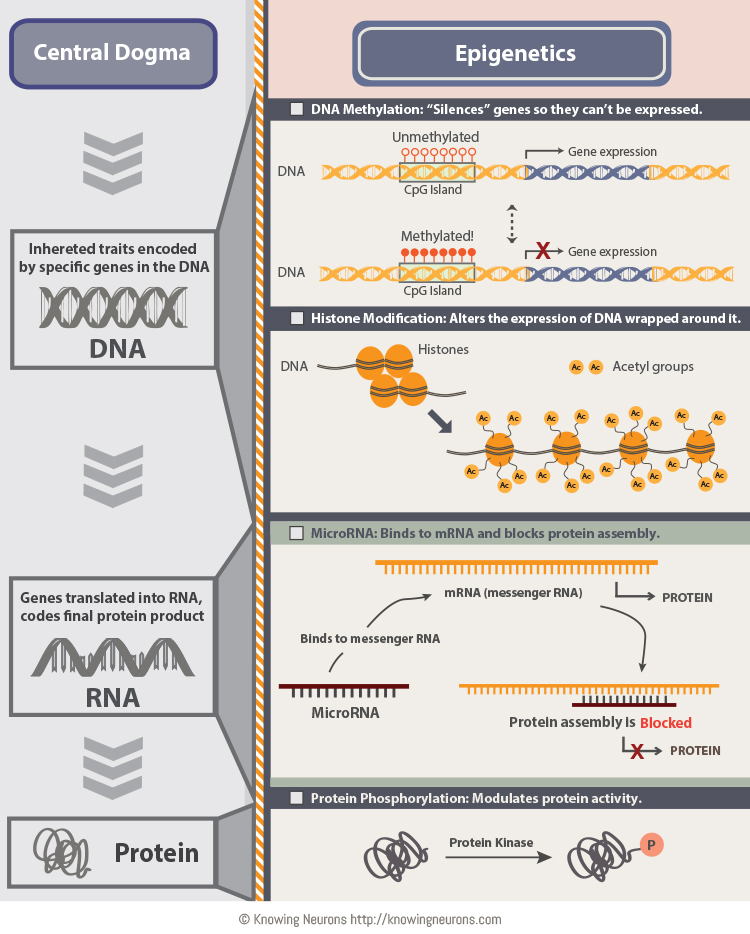 Central Dogma
Inhereted traits encoded
by specific genes in the DNA
DNA
Genes translated into RNA,
codes final protein product
RNA
Protein
Epigenetics
DNA Methylation: “Silences” genes so they can’t be expressed.
Unmethylated
Gene expression
DNA
CpG Island
Methylated!
X
Gene expression
DNA
CpG Island
Histone Modification: Alters the expression of DNA wrapped around it.
Histones
DNA
Ac Ac Acetyl groups
Ac Ac Ac Ac Ac Ac Ac Ac Ac
Ac Ac Ac Ac Ac Ac Ac Ac
Ac Ac Ac Ac
MicroRNA: Binds to mRNA and blocks protein assembly.
mRNA (messenger RNA)
PROTEIN
Binds to messenger RNA
MicroRNA
Protein assembly is Blocked
X
PROTEIN
Protein Phosphorylation: Modulates protein activity.
Protein Kinase
P
© Knowing Neurons http://knowingneurons.com